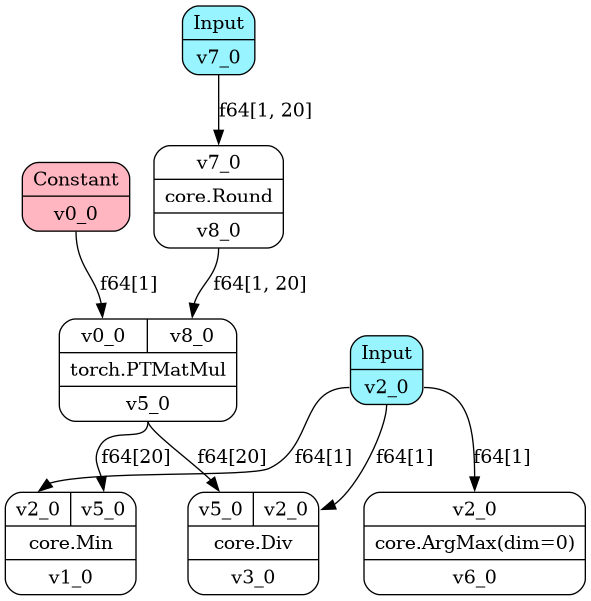 Input
v7_0
f64[1, 20]
v7_0
core.Round
v8_0
Constant
v0_0
f64[1]
f64[1, 20]
v0_0 v8_0
torch.PTMatMul
v5_0
Input
v2_0
f64[20]
f64[20]
f64[1]
f64[1]
f64[1]
v2_0 v5_0
core.Min
v1_0
v5_0 v2_0
core.Div
v3_0
v2_0
core.ArgMax(dim=0)
v6_0